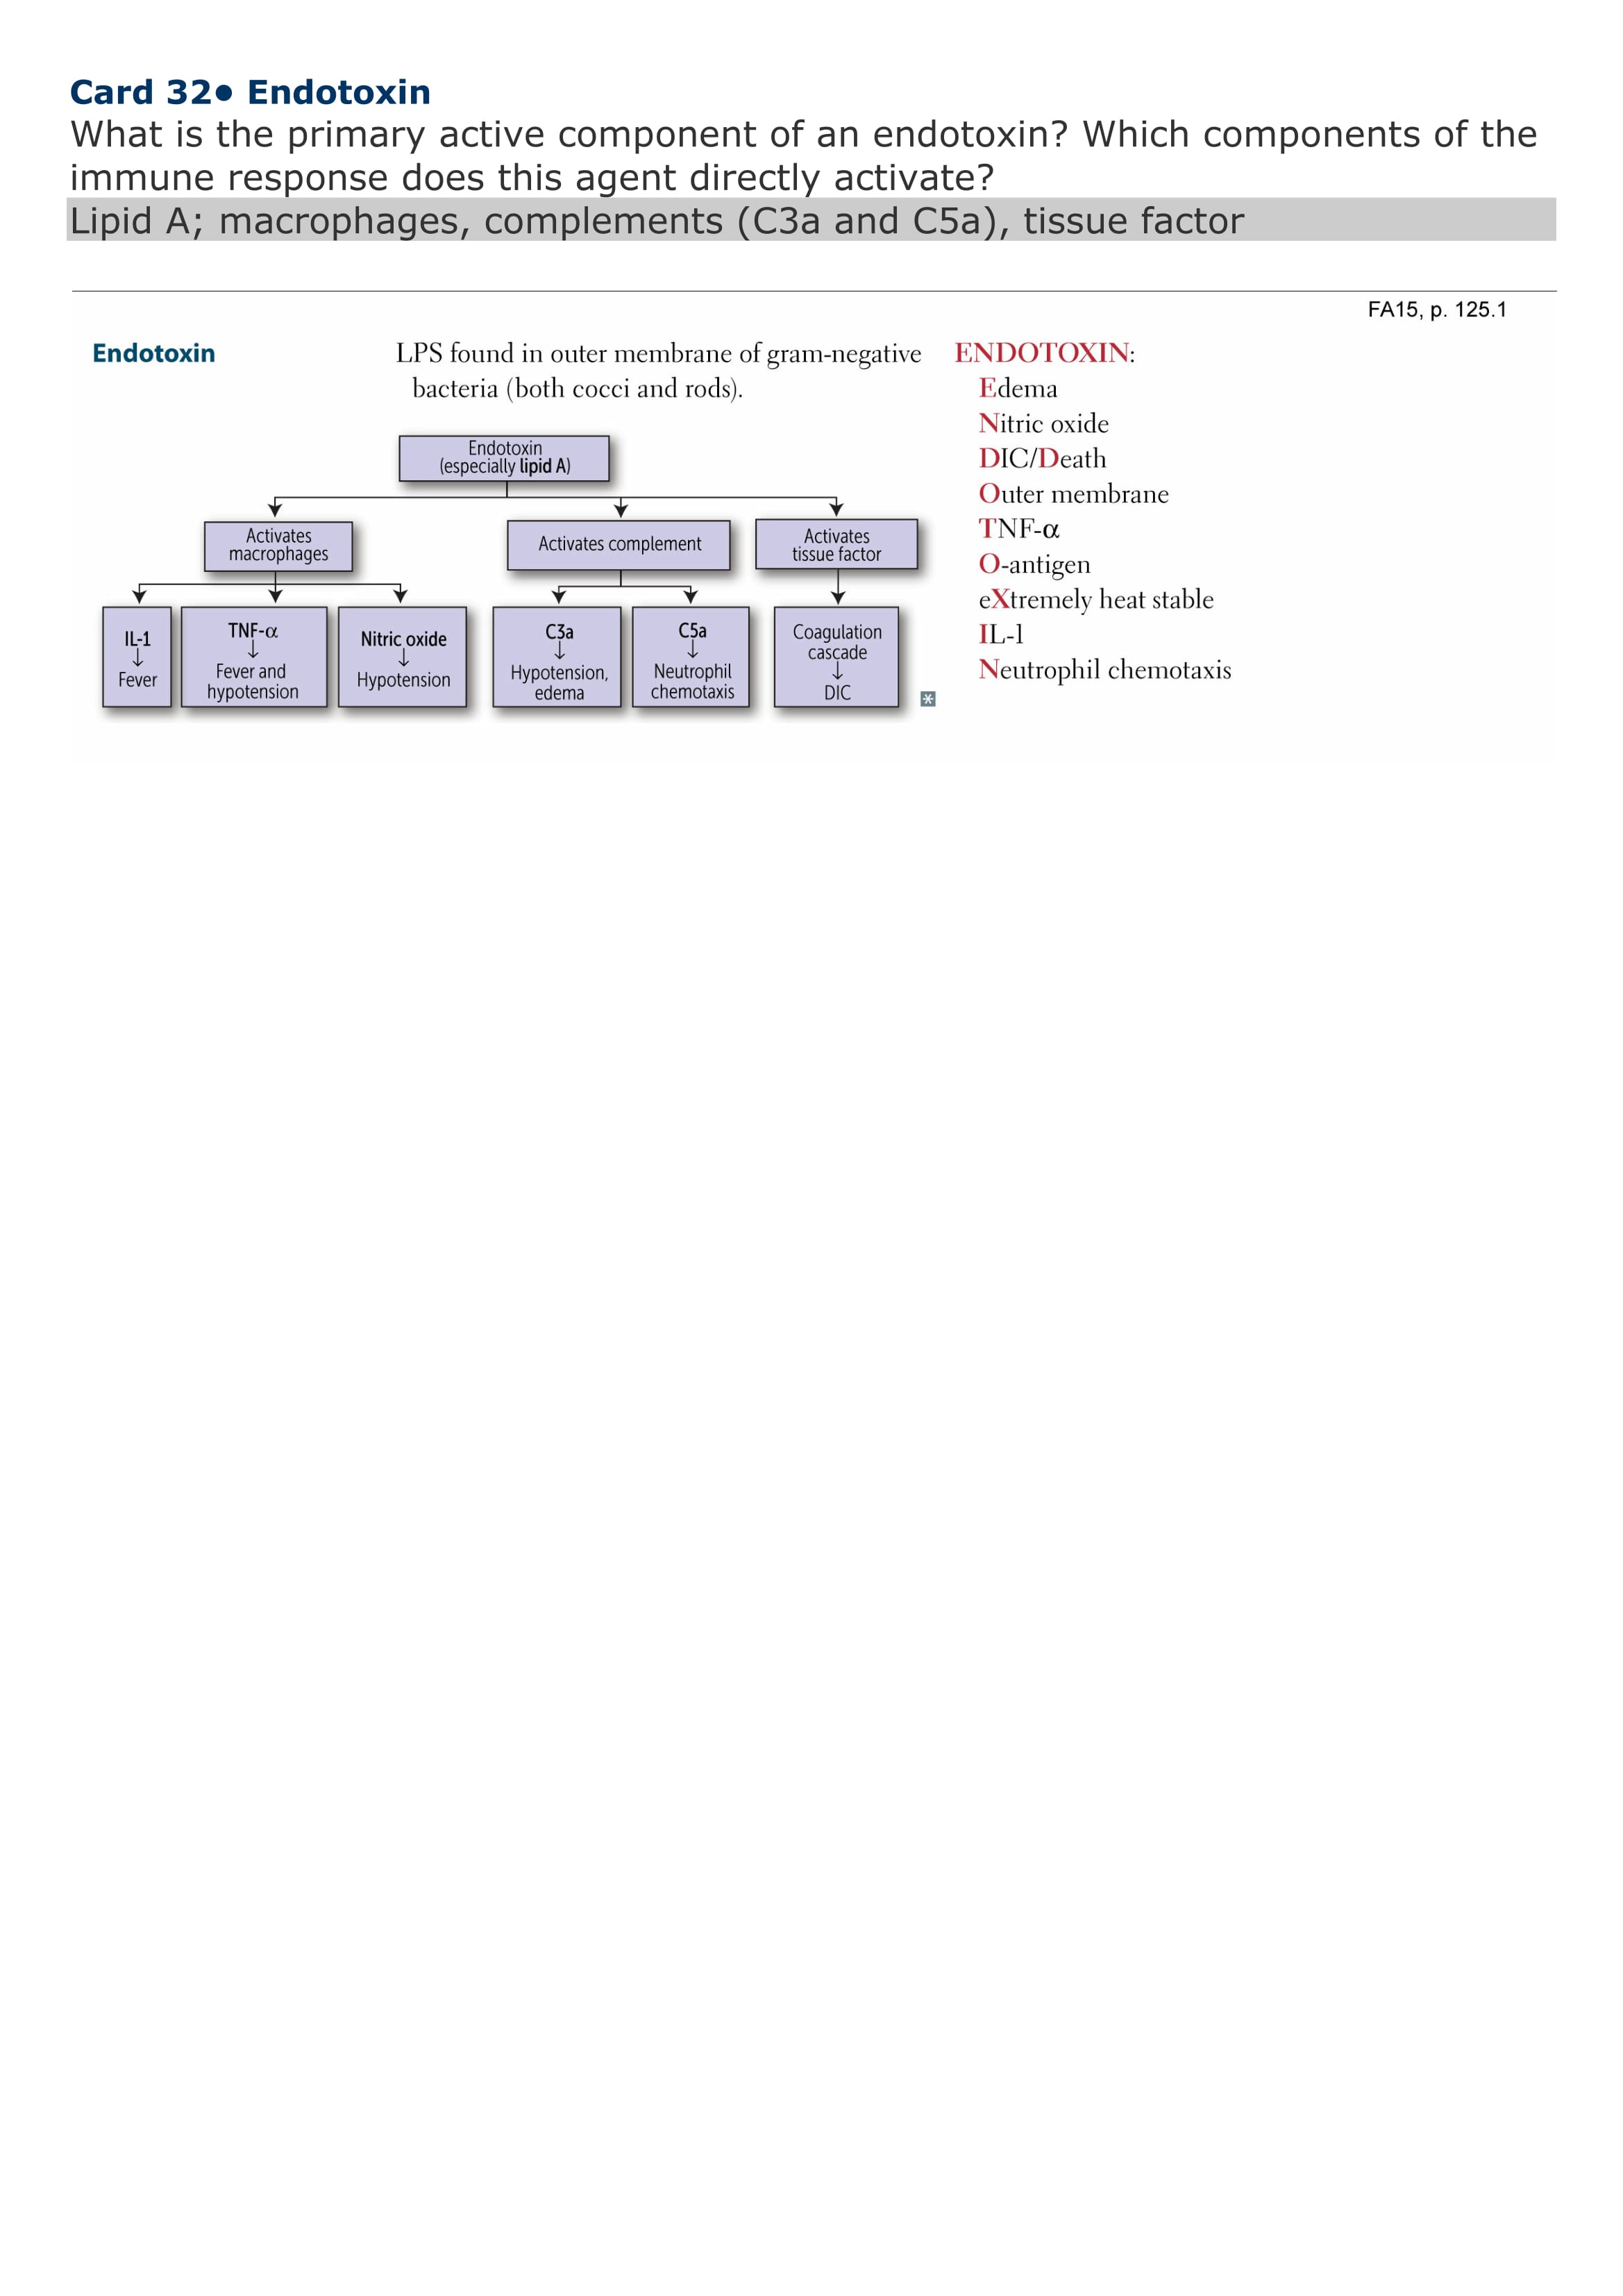 Card 32• Endotoxin
What is the primary active component of an endotoxin? Which components of the
immune response does this agent directly activate?
Lipid A; macrophages, complements (C3a and C5a), tissue factor
FA15, p. 125.1
Endotoxin
LPS found in outer membrane of gram-negative
bacteria (both cocci and rods).
Endotoxin
(especially lipid A)
Activates
macrophages
Activates complement
Activates
tissue factor
IL-1
↓
Fever
TNF-α
↓
Fever and
hypotension
Nitric oxide
↓
Hypotension
C3a
↓
Hypotension,
edema
C5a
↓
Neutrophil
chemotaxis
Coagulation
cascade
↓
DIC
*
ENDOTOXIN:
Edema
Nitric oxide
DIC/Death
Outer membrane
TNF-α
O-antigen
eXtremely heat stable
IL-1
Neutrophil chemotaxis